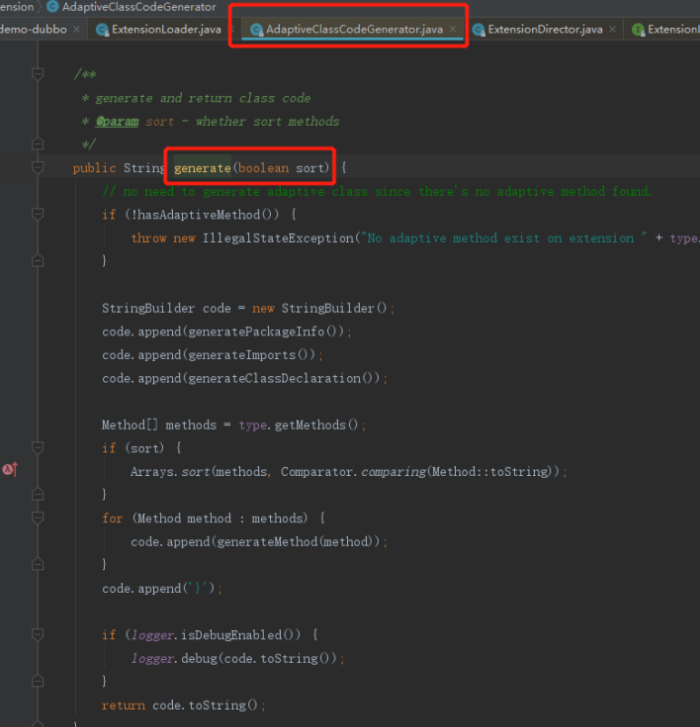 ension AdaptiveClassCodeGenerator
demo-dubbo × ExtensionLoader.java × AdaptiveClassCodeGenerator.java × ExtensionDirector.java × Extension
/**
 * generate and return class code
 * @param sort - whether sort methods
 */
public String generate(boolean sort) {
    // no need to generate adaptive class since there's no adaptive method found.
    if (!hasAdaptiveMethod()) {
        throw new IllegalStateException("No adaptive method exist on extension " + type.
    }
    StringBuilder code = new StringBuilder();
    code.append(generatePackageInfo());
    code.append(generateImports());
    code.append(generateClassDeclaration());
    Method[] methods = type.getMethods();
    if (sort) {
        Arrays.sort(methods, Comparator.comparing(Method::toString));
    }
    for (Method method : methods) {
        code.append(generateMethod(method));
    }
    code.append('}');
    if (logger.isDebugEnabled()) {
        logger.debug(code.toString());
    }
    return code.toString();